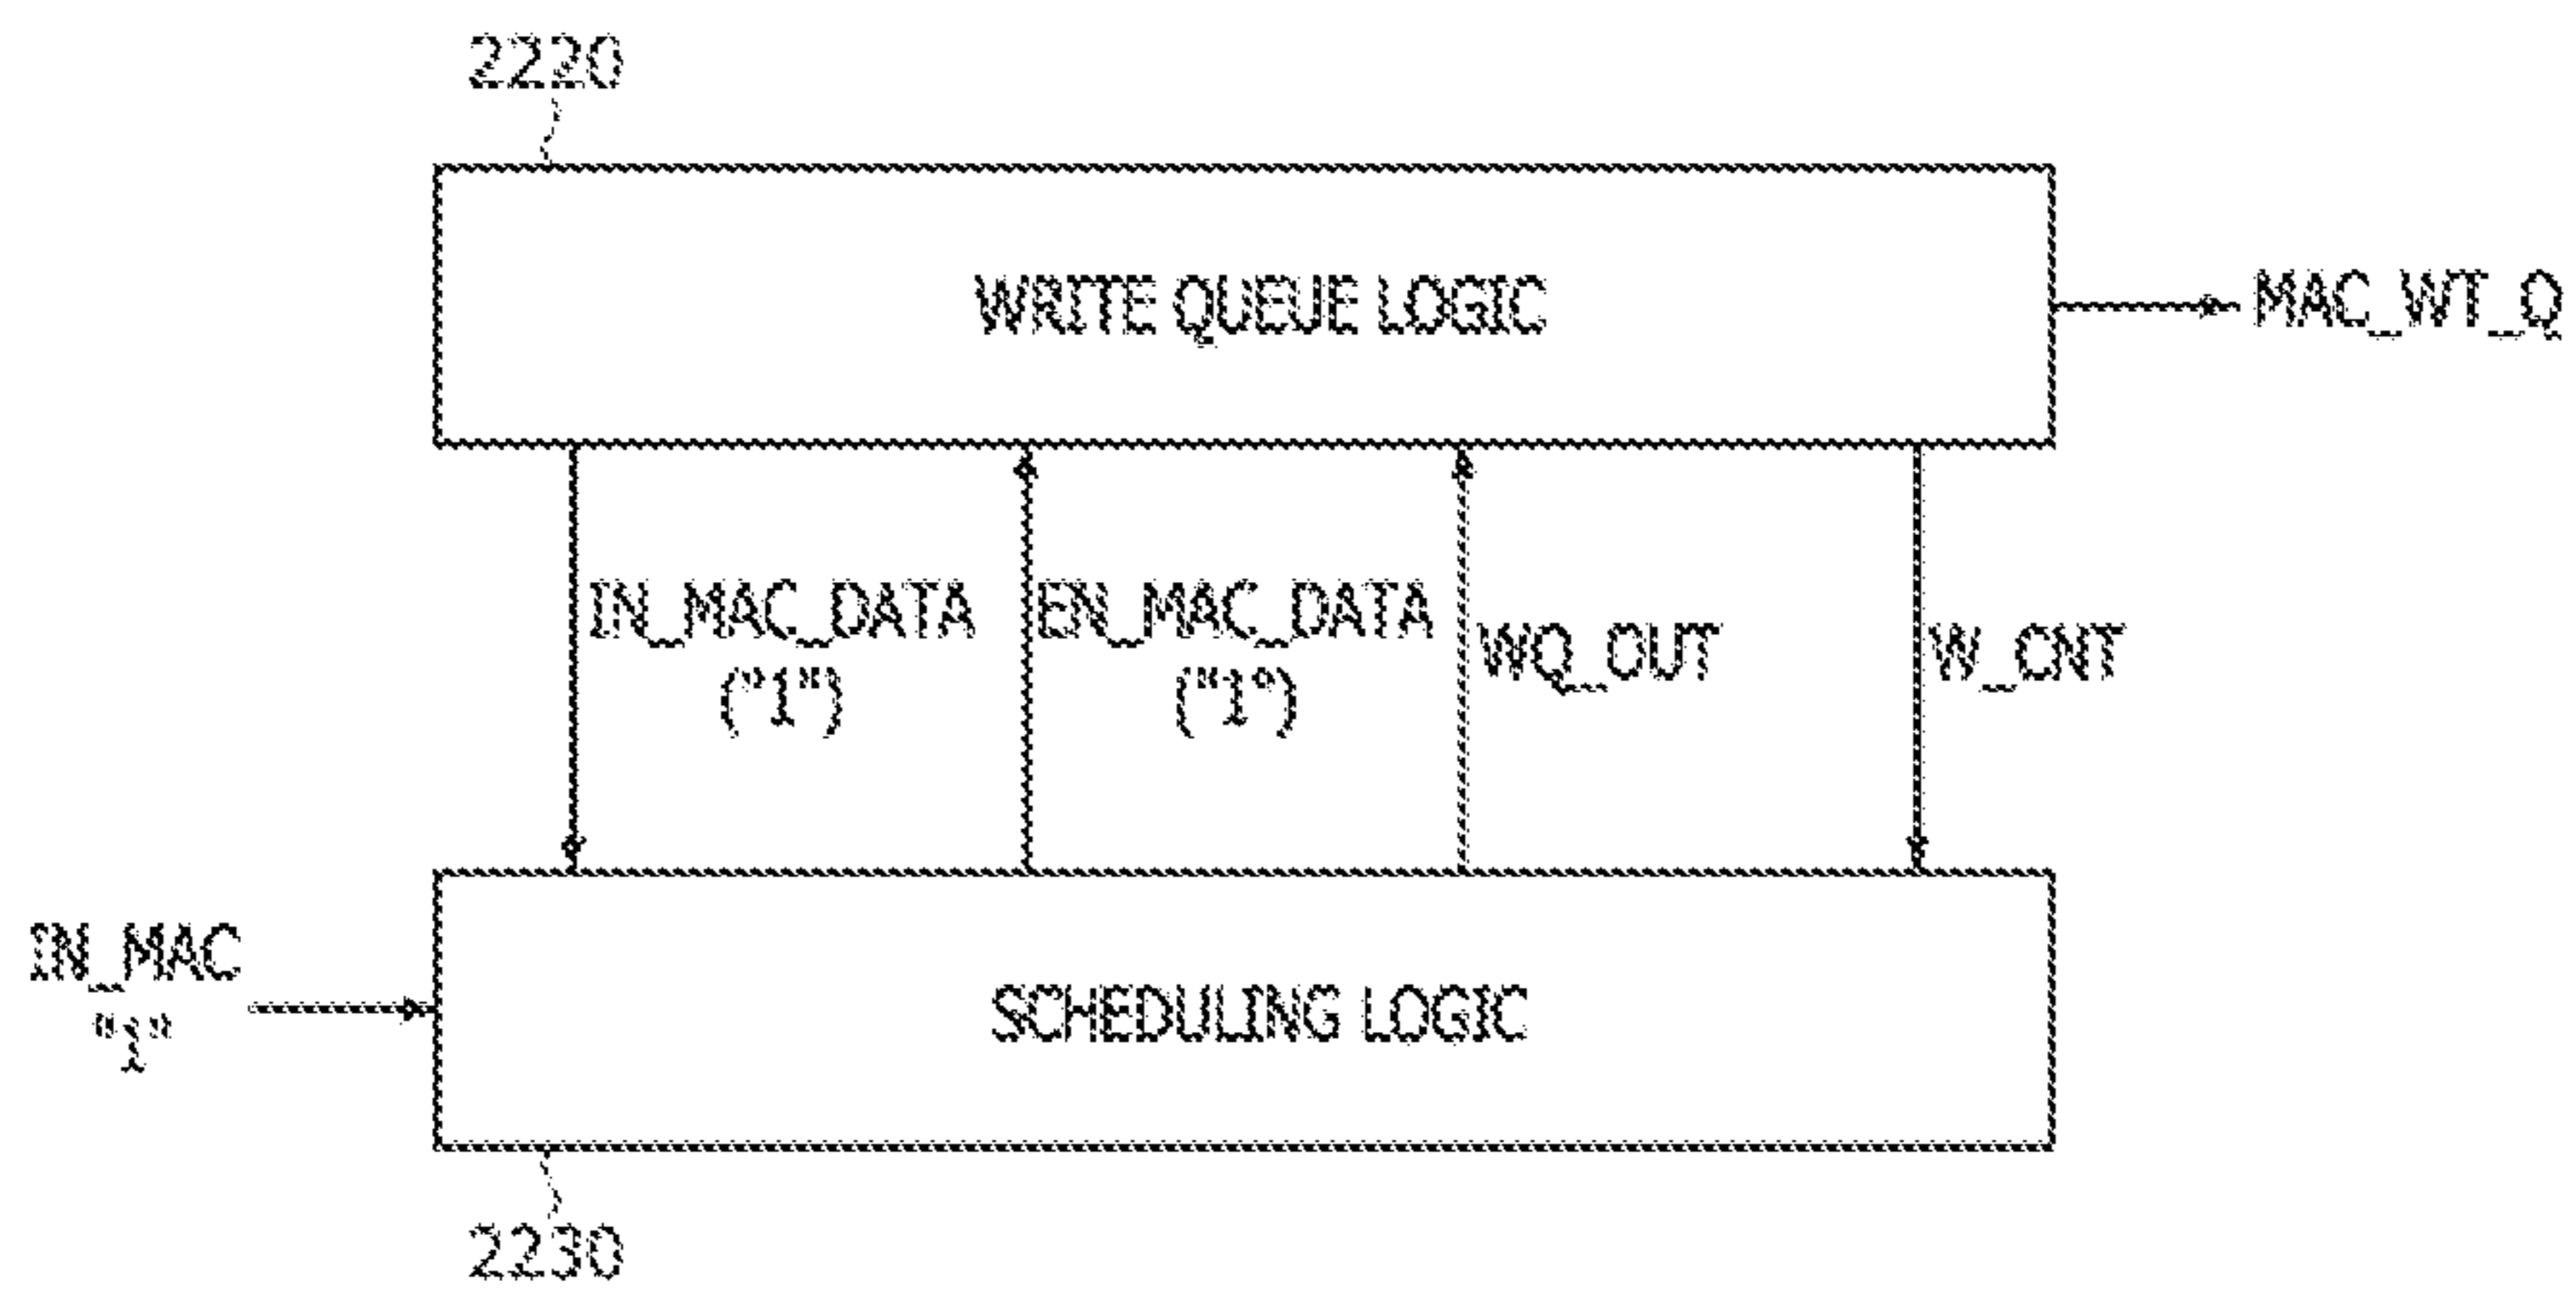 2220
WRITE QUEUE LOGIC
MAC_WT_Q
IN_MAC_DATA
("1")
EN_MAC_DATA
("1")
WQ_OUT
W_CNT
IN_MAC
"1"
SCHEDULING LOGIC
2230